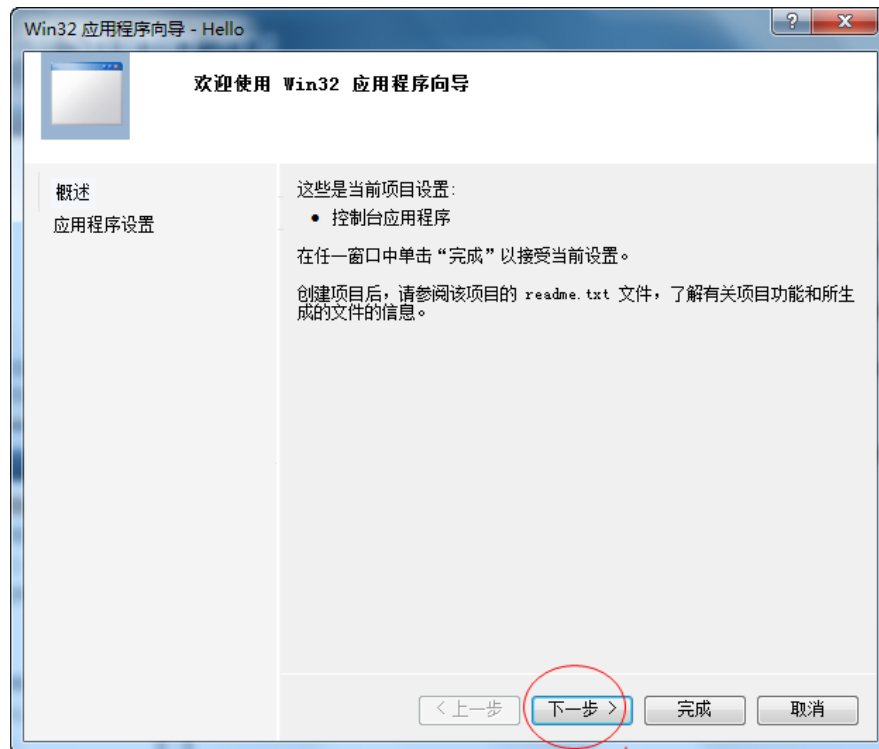 Win32 应用程序向导 - Hello
?
欢迎使用 Win32 应用程序向导
概述
应用程序设置
这些是当前项目设置:
• 控制台应用程序
在任一窗口中单击“完成”以接受当前设置。
创建项目后，请参阅该项目的 readme.txt 文件，了解有关项目功能和所生
成的文件的信息。
< 上一步
下一步 >
完成
取消